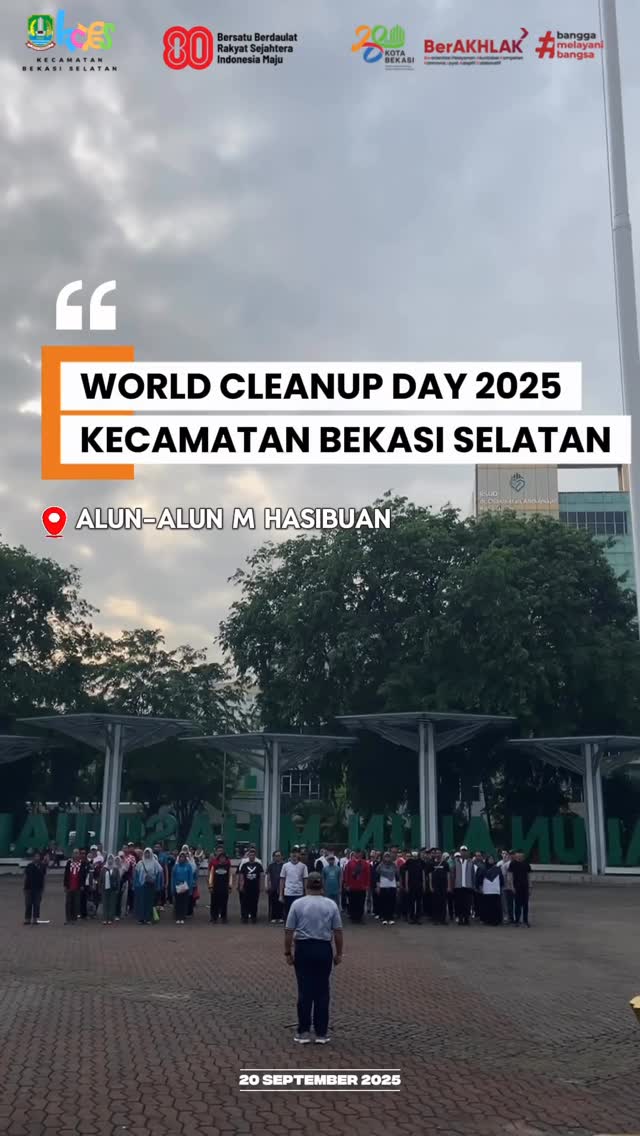 KECAMATAN
BEKASI SELATAN
80
Bersatu Berdaulat
Rakyat Sejahtera
Indonesia Maju
KOTA
BEKASI
BerAKHLAK
#bangga
melayani
bangsa
WORLD CLEANUP DAY 2025
KECAMATAN BEKASI SELATAN
ALUN-ALUN M HASIBUAN
RSUD
20 SEPTEMBER 2025